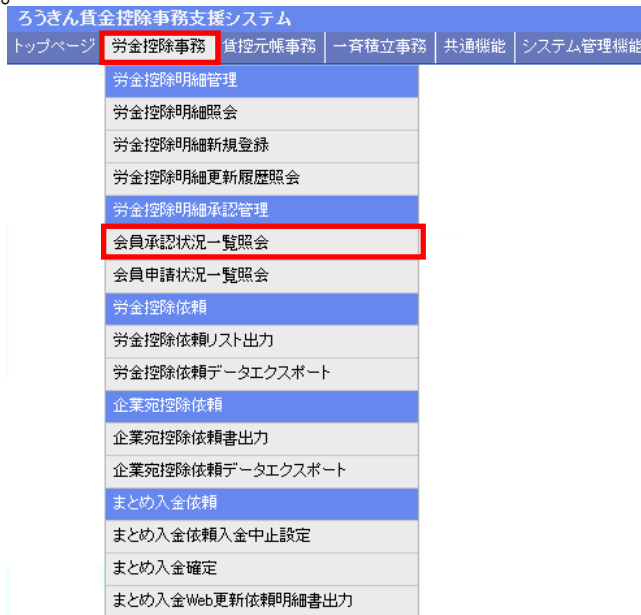 。
ろうきん賃金控除事務支援システム
トップページ 労金控除事務 賃控元帳事務 一斉積立事務 共通機能 システム管理機能
労金控除明細管理
労金控除明細照会
労金控除明細新規登録
労金控除明細更新履歴照会
労金控除明細承認管理
会員承認状況一覧照会
会員申請状況一覧照会
労金控除依頼
労金控除依頼リスト出力
労金控除依頼データエクスポート
企業宛控除依頼
企業宛控除依頼書出力
企業宛控除依頼データエクスポート
まとめ入金依頼
まとめ入金依頼入金中止設定
まとめ入金確定
まとめ入金Web更新依頼明細書出力